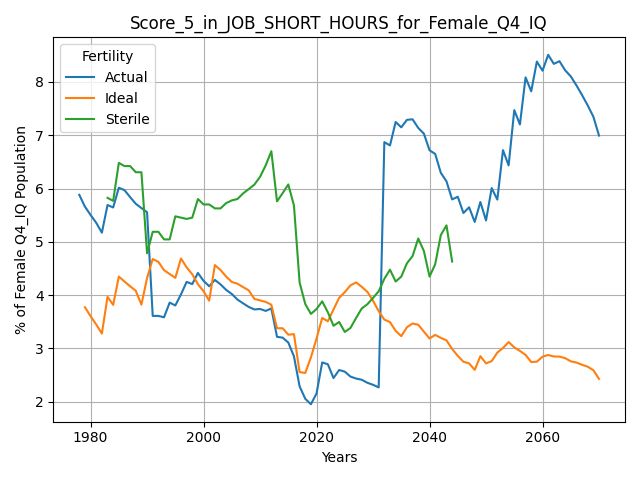 Score_5_in_JOB_SHORT_HOURS_for_Female_Q4_IQ
Fertility
Actual
Ideal
Sterile
% of Female Q4_IQ Population
8
7
6
5
4
3
2
1980 2000 2020 2040 2060
Years